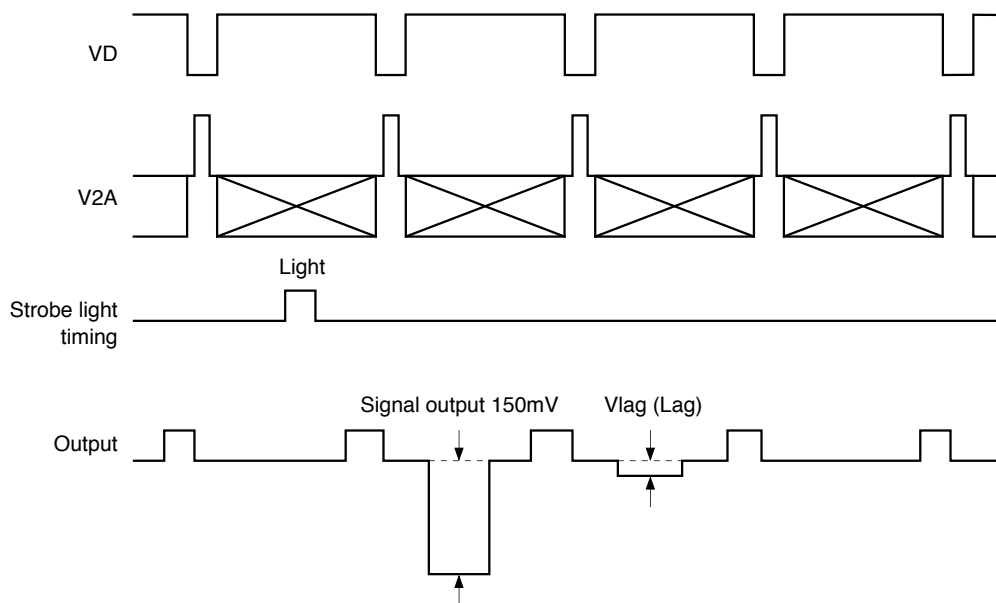 VD
V2A
Light
Strobe light
timing
Signal output 150mV
Vlag (Lag)
Output